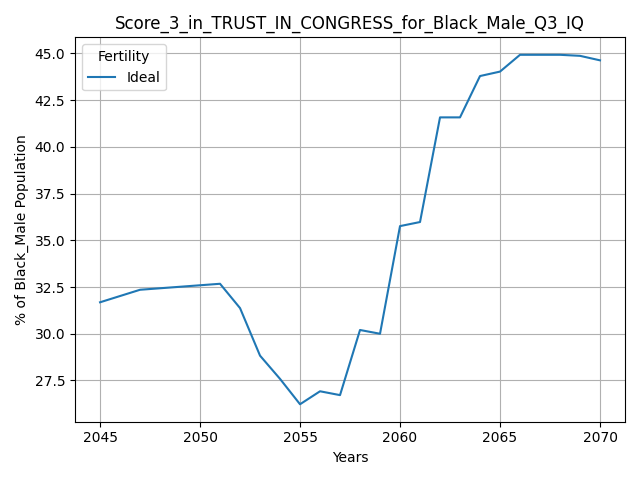 Score_3_in_TRUST_IN_CONGRESS_for_Black_Male_Q3_IQ
Fertility
Ideal
% of Black_Male Population
45.0
42.5
40.0
37.5
35.0
32.5
30.0
27.5
2045 2050 2055 2060 2065 2070
Years